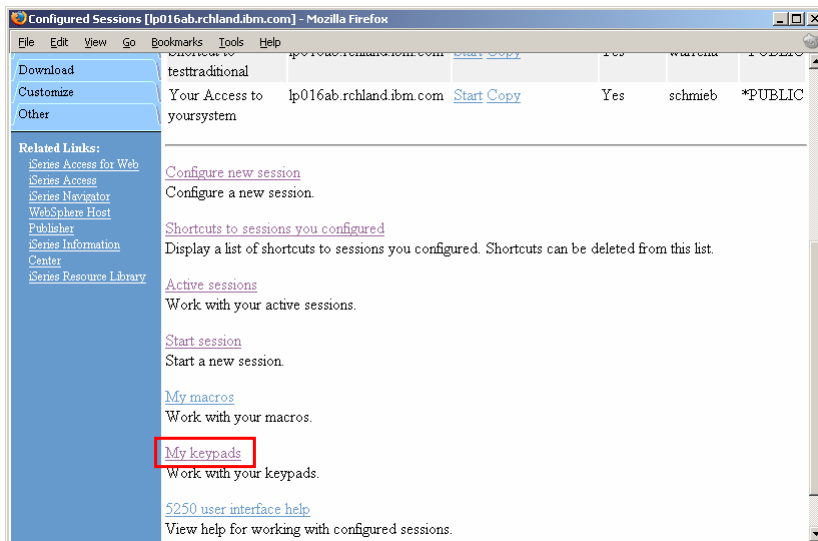 Configured Sessions [lp016ab.rchland.ibm.com] - Mozilla Firefox
File Edit View Go Bookmarks Tools Help
Download
Customize
Other
Related Links:
iSeries Access for Web
iSeries Access
iSeries Navigator
WebSphere Host
Publisher
iSeries Information
Center
iSeries Resource Library
testtraditional
Your Access to lp016ab.rchland.ibm.com Start Copy Yes schmieb *PUBLIC
yoursystem
Configure new session
Configure a new session.
Shortcuts to sessions you configured
Display a list of shortcuts to sessions you configured. Shortcuts can be deleted from this list.
Active sessions
Work with your active sessions.
Start session
Start a new session.
My macros
Work with your macros.
My keypads
Work with your keypads.
5250 user interface help
View help for working with configured sessions.